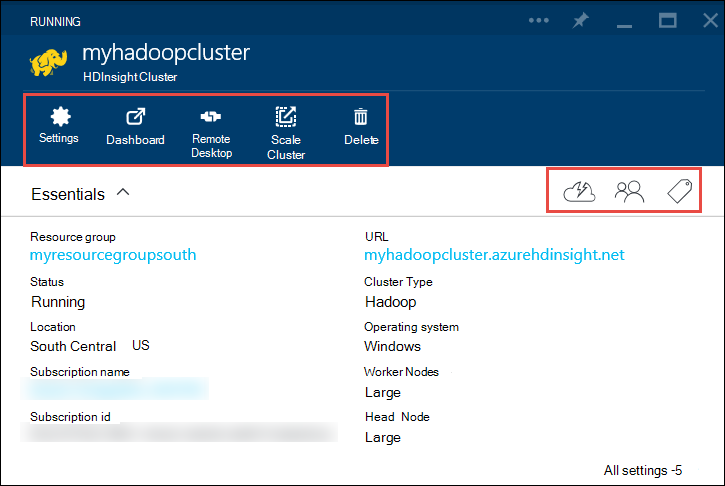 RUNNING
myhadoopcluster
HDInsight Cluster
Settings
Dashboard
Remote
Desktop
Scale
Cluster
Delete
Essentials
Resource group
myresourcegroupsouth
URL
myhadoopcluster.azurehdinsight.net
Status
Running
Cluster Type
Hadoop
Location
South Central US
Operating system
Windows
Subscription name
Worker Nodes
Large
Subscription id
Head Node
Large
All settings -5